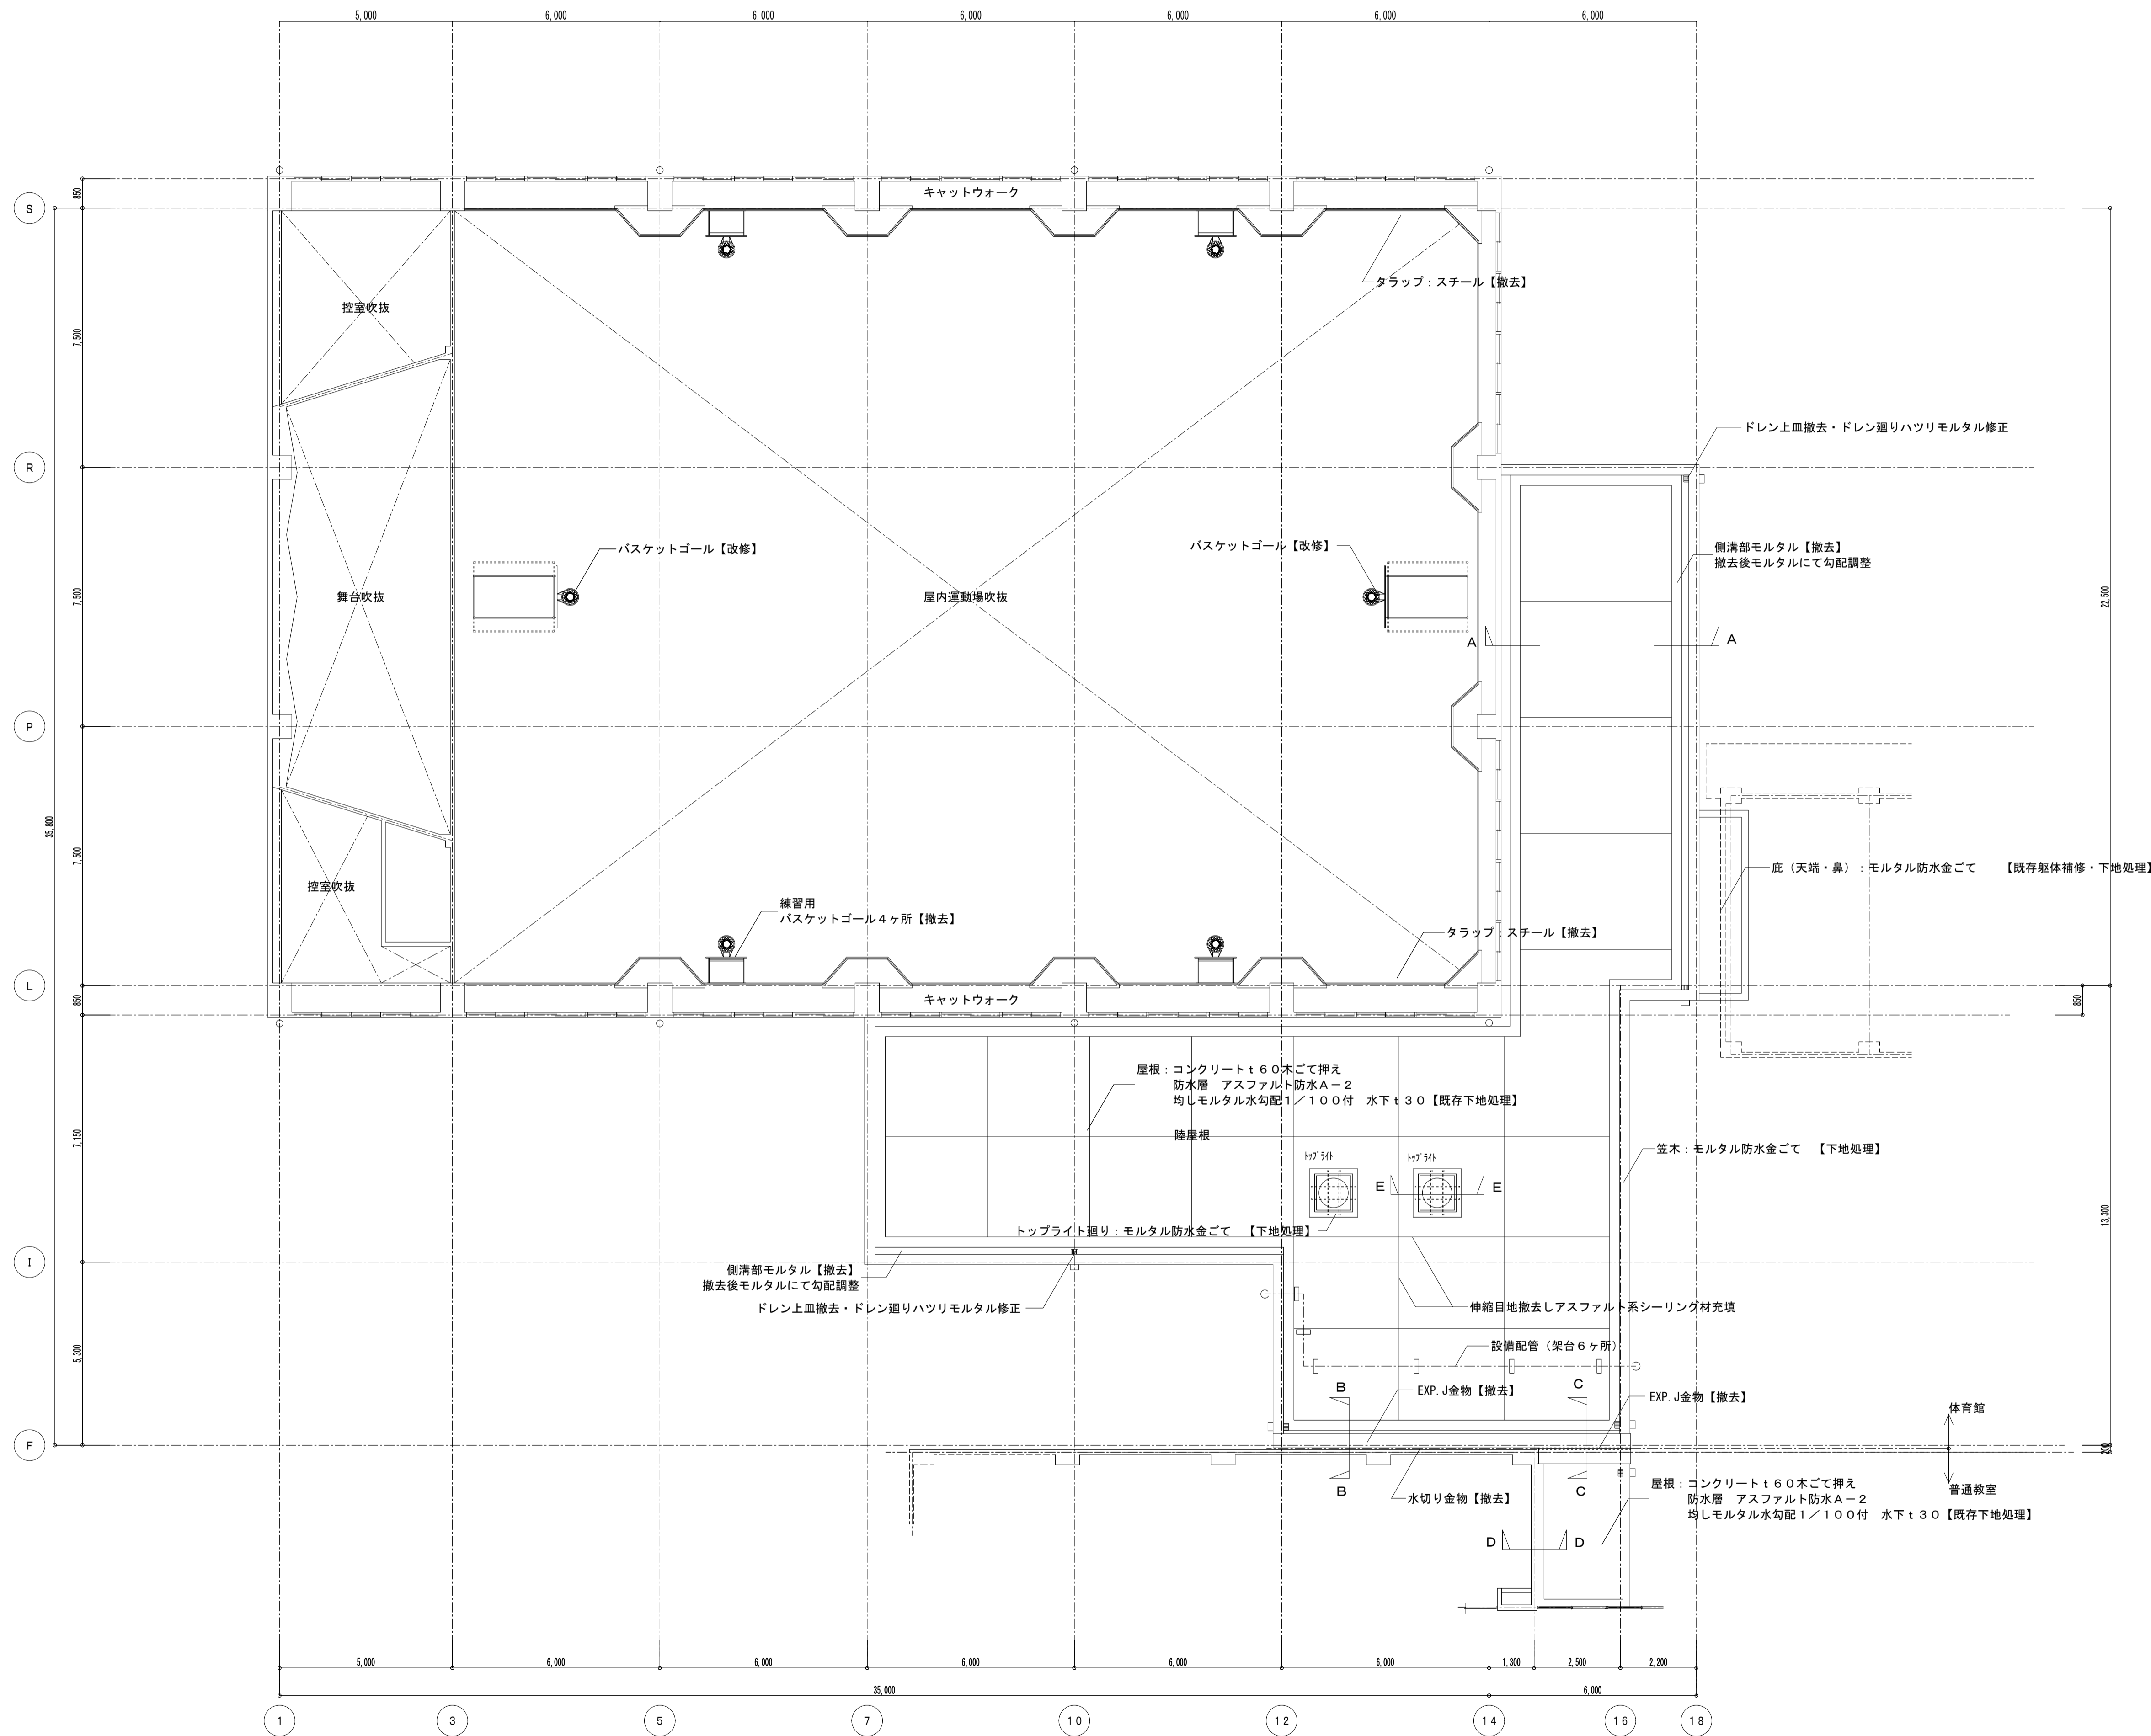 5,000
6,000
6,000
6,000
6,000
6,000
6,000
S
850
キャットウォーク
タラップ：スチール【撤去】
控室吹抜
7,500
ドレン上皿撤去・ドレン廻りハツリモルタル修正
R
バスケットゴール【改修】
バスケットゴール【改修】
側溝部モルタル【撤去】
撤去後モルタルにて勾配調整
7,500
舞台吹抜
屋内運動場吹抜
22,500
A
A
P
35,800
7,500
庇（天端・鼻）：モルタル防水金ごて　【既存躯体補修・下地処理】
控室吹抜
練習用
バスケットゴール４ヶ所【撤去】
タラップ：スチール【撤去】
L
850
キャットウォーク
850
屋根：コンクリートｔ６０木ごて押え
防水層　アスファルト防水Ａ－２
均しモルタル水勾配１／１００付　水下ｔ３０【既存下地処理】
7,150
陸屋根
笠木：モルタル防水金ごて　【下地処理】
ﾄｯﾌﾟﾗｲﾄ
ﾄｯﾌﾟﾗｲﾄ
E
E
トップライト廻り：モルタル防水金ごて　【下地処理】
13,300
I
側溝部モルタル【撤去】
撤去後モルタルにて勾配調整
ドレン上皿撤去・ドレン廻りハツリモルタル修正
伸縮目地撤去しアスファルト系シーリング材充填
5,300
設備配管（架台６ヶ所）
B
EXP.J金物【撤去】
C
EXP.J金物【撤去】
体育館
F
200
B
水切り金物【撤去】
C
普通教室
屋根：コンクリートｔ６０木ごて押え
防水層　アスファルト防水Ａ－２
均しモルタル水勾配１／１００付　水下ｔ３０【既存下地処理】
D
D
5,000
6,000
6,000
6,000
6,000
6,000
1,300
2,500
2,200
35,000
6,000
1
3
5
7
10
12
14
16
18